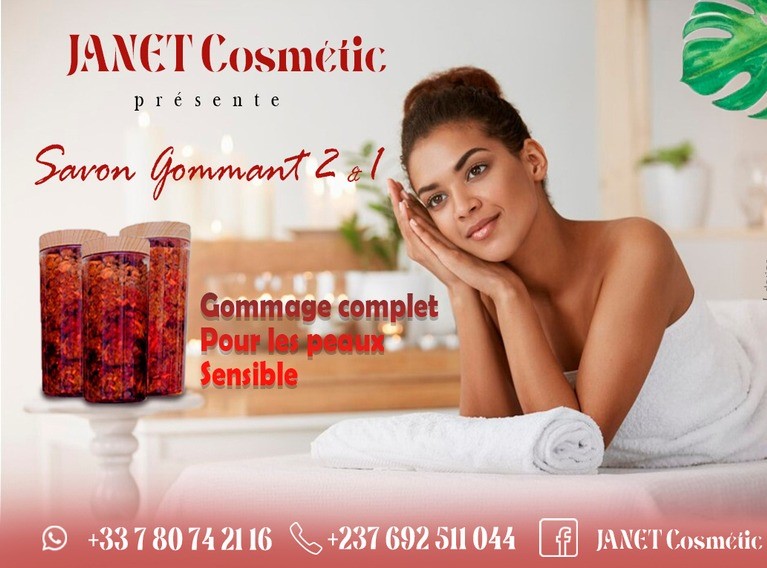 JANET Cosmétic
présente
Savon Gommant 2 & 1
Gommage complet
Pour les peaux
Sensible
+33 7 80 74 21 16 +237 692 511 044 JANET Cosmétic